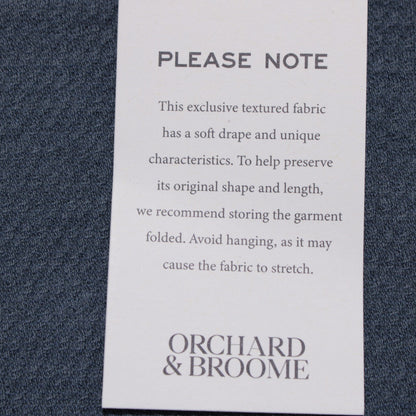 PLEASE NOTE
This exclusive textured fabric
has a soft drape and unique
characteristics. To help preserve
its original shape and length,
we recommend storing the garment
folded. Avoid hanging, as it may
cause the fabric to stretch.
ORCHARD
& BROOME